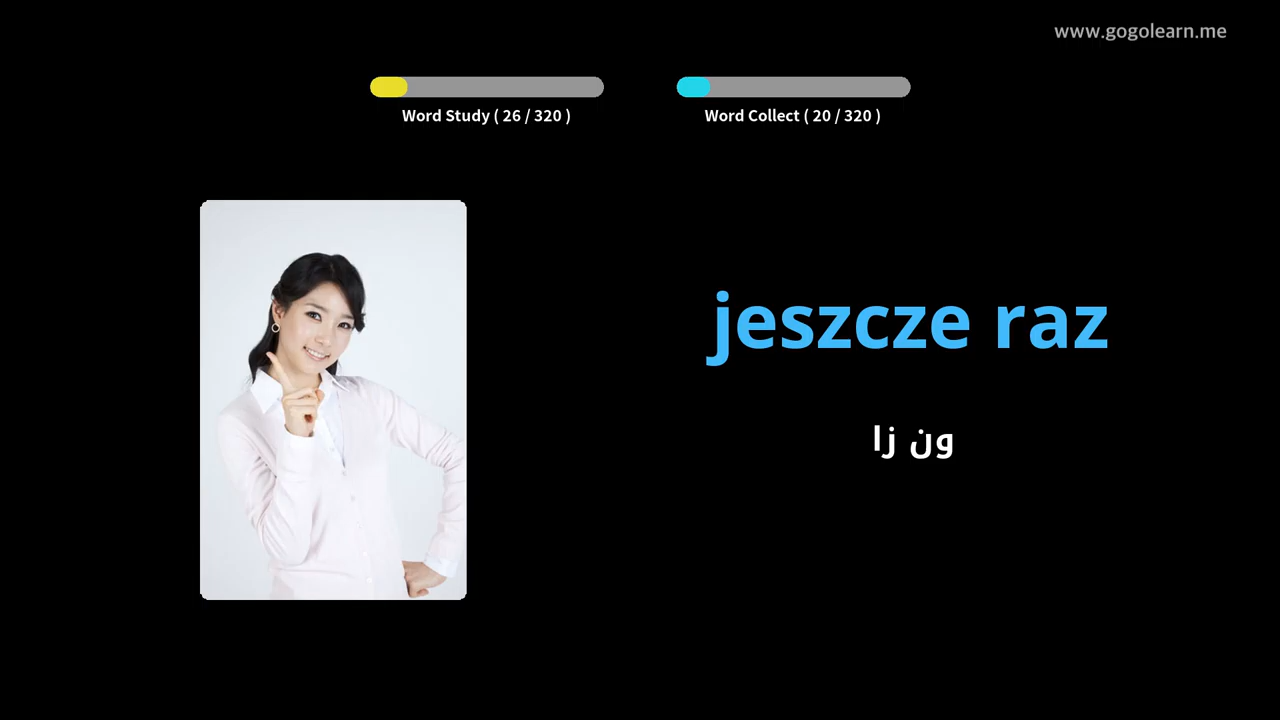 www.gogolearn.me
Word Study ( 26 / 320 )
Word Collect ( 20 / 320 )
jeszcze raz
ون زا